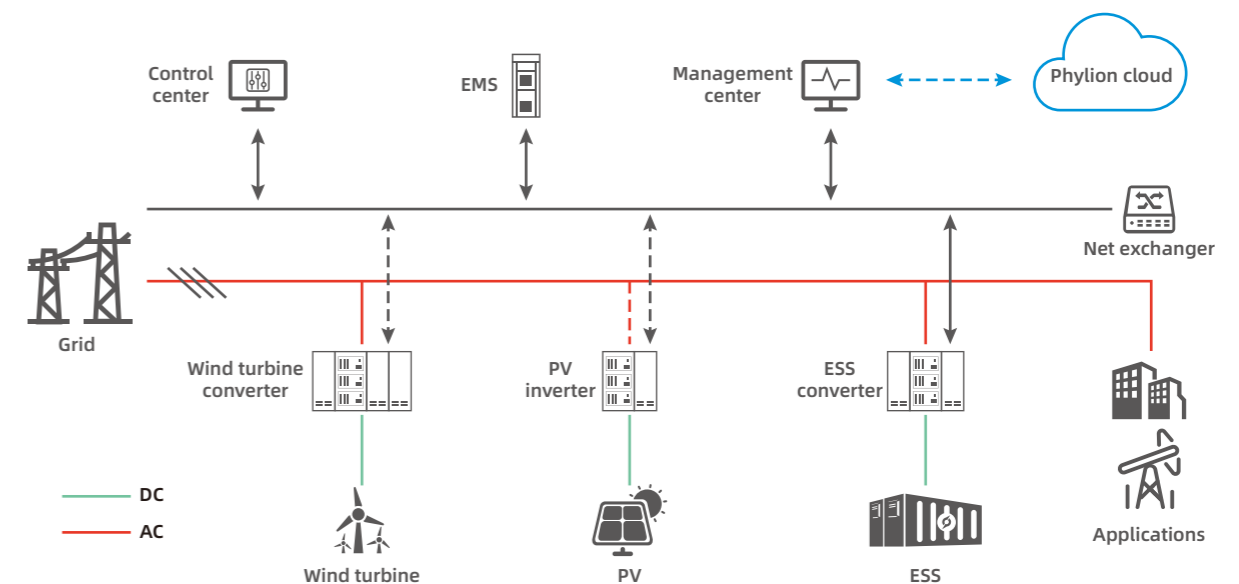 Control
center
EMS
Management
center
Phylion cloud
Net exchanger
Grid
Wind turbine
converter
PV
inverter
ESS
converter
DC
AC
Applications
Wind turbine
PV
ESS